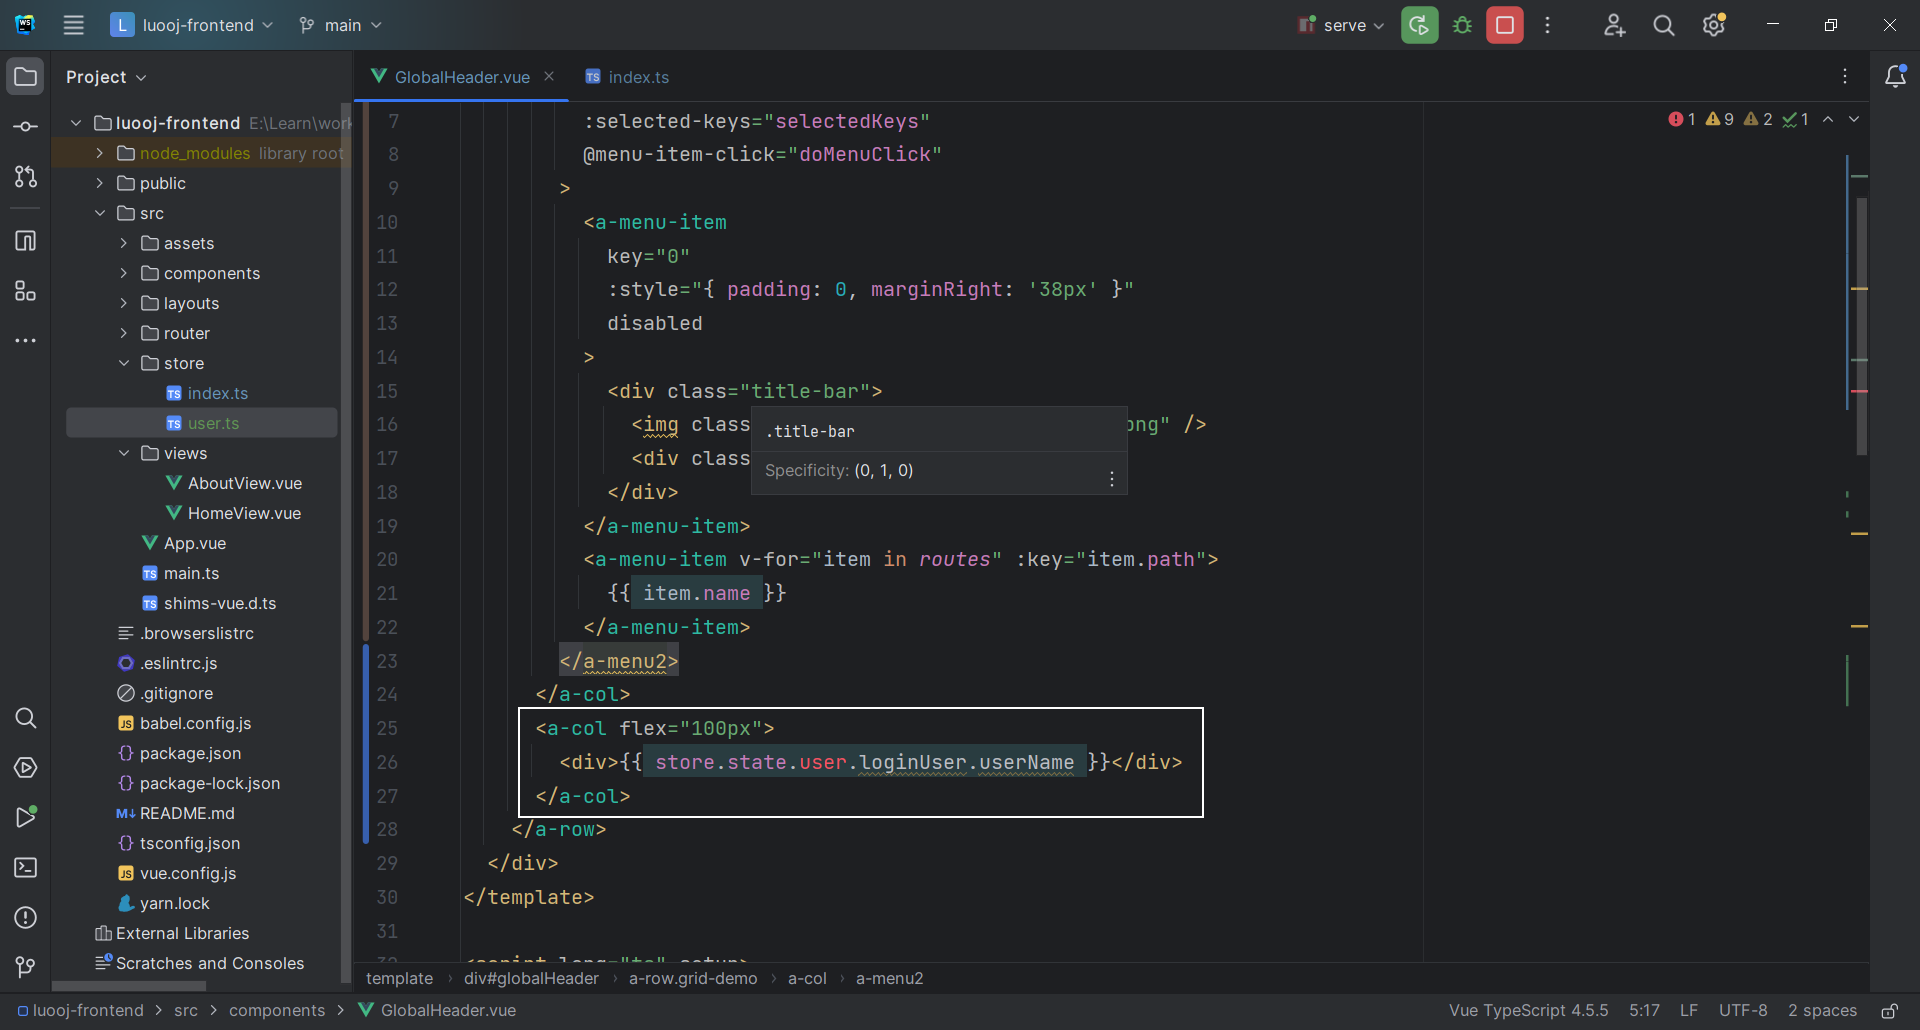 L luooj-frontend main serve
Project
GlobalHeader.vue index.ts
luooj-frontend E:\Learn\work
node_modules library root
public
src
assets
components
layouts
router
store
index.ts
user.ts
views
AboutView.vue
HomeView.vue
App.vue
main.ts
shims-vue.d.ts
.browserslistrc
.eslintrc.js
.gitignore
babel.config.js
package.json
package-lock.json
README.md
tsconfig.json
vue.config.js
yarn.lock
External Libraries
Scratches and Consoles
1 9 2 1
7 :selected-keys="selectedKeys"
8 @menu-item-click="doMenuClick"
9 >
10 <a-menu-item
11 key="0"
12 :style="{ padding: 0, marginRight: '38px' }"
13 disabled
14 >
15 <div class="title-bar">
16 <img class png" />
17 <div class
18 </div>
19 </a-menu-item>
20 <a-menu-item v-for="item in routes" :key="item.path">
21 {{ item.name }}
22 </a-menu-item>
23 </a-menu2>
24 </a-col>
25 <a-col flex="100px">
26 <div>{{ store.state.user.loginUser.userName }}</div>
27 </a-col>
28 </a-row>
29 </div>
30 </template>
31
.title-bar
Specificity: (0, 1, 0)
template › div#globalHeader › a-row.grid-demo › a-col › a-menu2
luooj-frontend > src > components > GlobalHeader.vue
Vue TypeScript 4.5.5 5:17 LF UTF-8 2 spaces